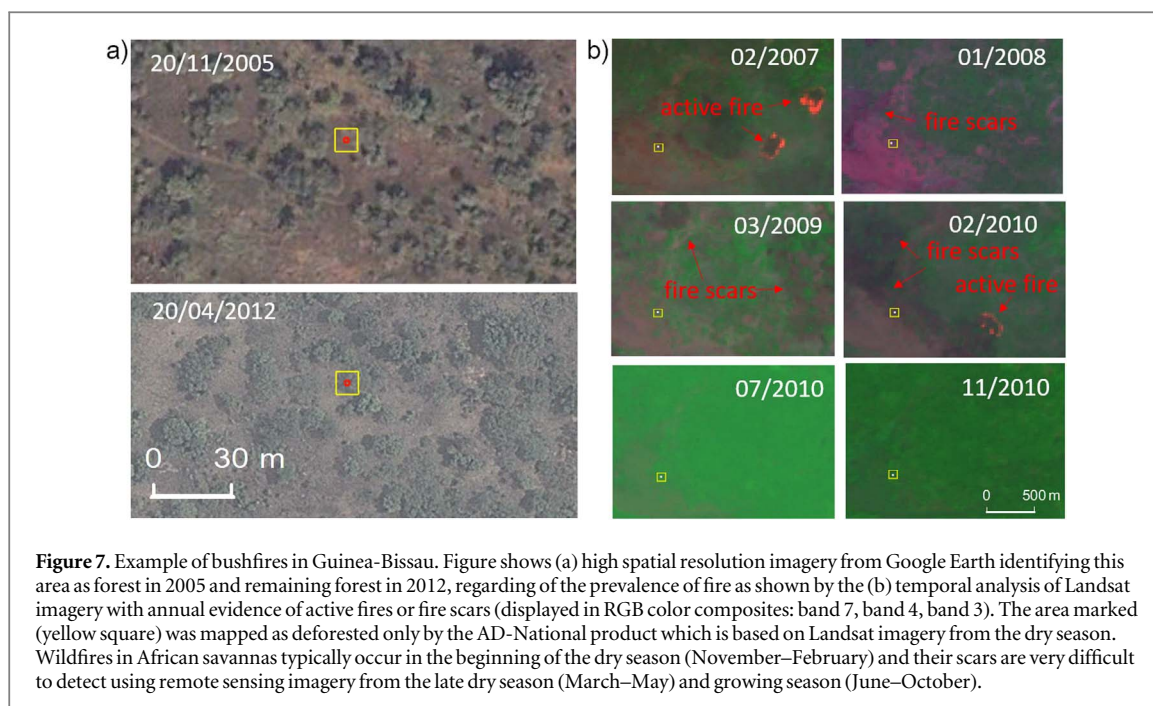 a)
20/11/2005
20/04/2012
0 30 m
b)
02/2007
active fire
01/2008
fire scars
03/2009
fire scars
02/2010
fire scars
active fire
07/2010
11/2010
0 500 m
Figure 7. Example of bushfires in Guinea-Bissau. Figure shows (a) high spatial resolution imagery from Google Earth identifying this
area as forest in 2005 and remaining forest in 2012, regarding of the prevalence of fire as shown by the (b) temporal analysis of Landsat
imagery with annual evidence of active fires or fire scars (displayed in RGB color composites: band 7, band 4, band 3). The area marked
(yellow square) was mapped as deforested only by the AD-National product which is based on Landsat imagery from the dry season.
Wildfires in African savannas typically occur in the beginning of the dry season (November–February) and their scars are very difficult
to detect using remote sensing imagery from the late dry season (March–May) and growing season (June–October).